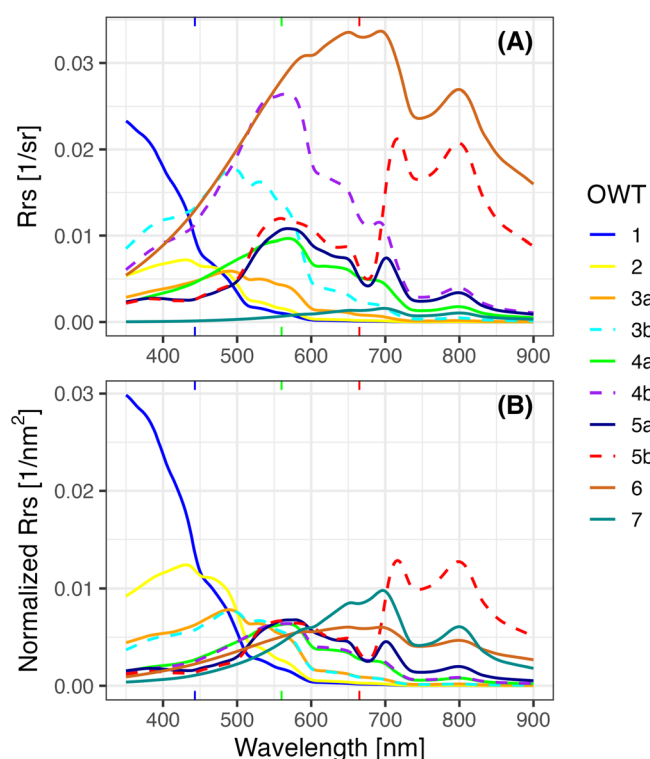 (A)
Rrs [1/sr]
0.03
0.02
0.01
0.00
400 500 600 700 800 900
(B)
Normalized Rrs [1/nm²]
0.03
0.02
0.01
0.00
400 500 600 700 800 900
Wavelength [nm]
OWT
1
2
3a
3b
4a
4b
5a
5b
6
7